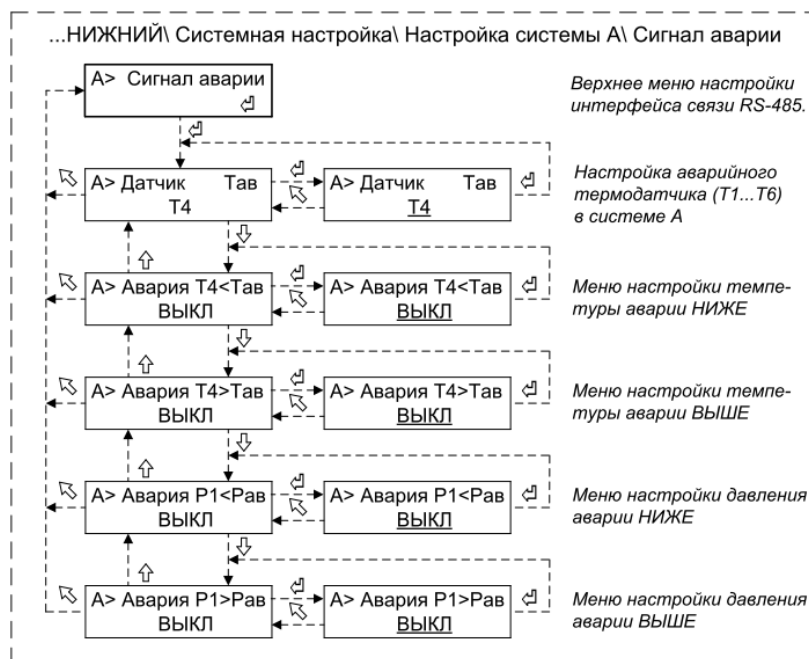 ...НИЖНИЙ\ Системная настройка\ Настройка системы А\ Сигнал аварии
А> Сигнал аварии
Верхнее меню настройки
интерфейса связи RS-485.
А> Датчик Тав
Т4
А> Датчик Тав
Т4
Настройка аварийного
термодатчика (Т1...Т6)
в системе А
А> Авария Т4<Тав
ВЫКЛ
А> Авария Т4<Тав
ВЫКЛ
Меню настройки темпе-
ратуры аварии НИЖЕ
А> Авария Т4>Тав
ВЫКЛ
А> Авария Т4>Тав
ВЫКЛ
Меню настройки темпе-
ратуры аварии ВЫШЕ
А> Авария Р1<Рав
ВЫКЛ
А> Авария Р1<Рав
ВЫКЛ
Меню настройки давления
аварии НИЖЕ
А> Авария Р1>Рав
ВЫКЛ
А> Авария Р1>Рав
ВЫКЛ
Меню настройки давления
аварии ВЫШЕ